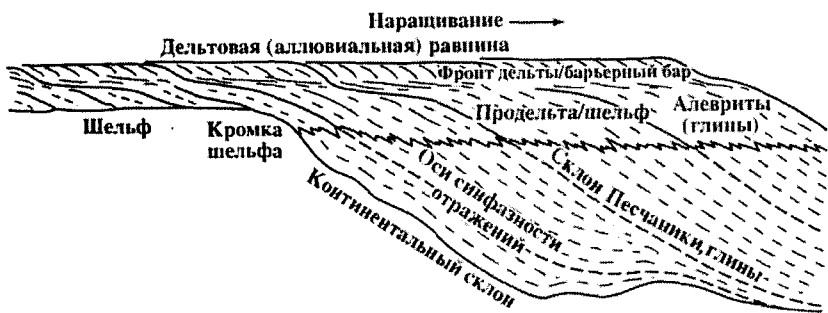 Наращивание
Дельтовая (аллювиальная) равнина
Фронт дельты/барьерный бар
Продельта/шельф
Алевриты
(глины)
Шельф
Кромка
шельфа
Оси синфазности
отражений
Склон Песчаники, глины
Континентальный склон